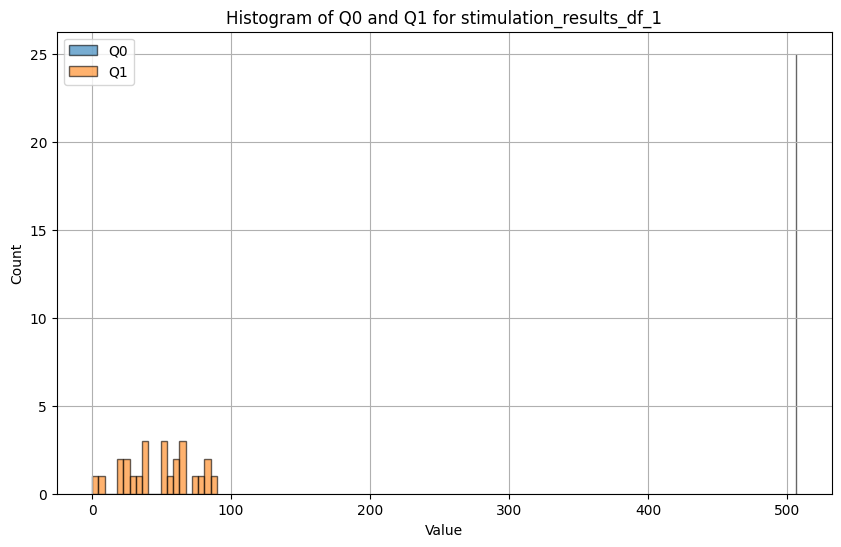 Histogram of Q0 and Q1 for stimulation_results_df_1
Q0
Q1
25
20
15
10
5
0
Count
0 100 200 300 400 500
Value